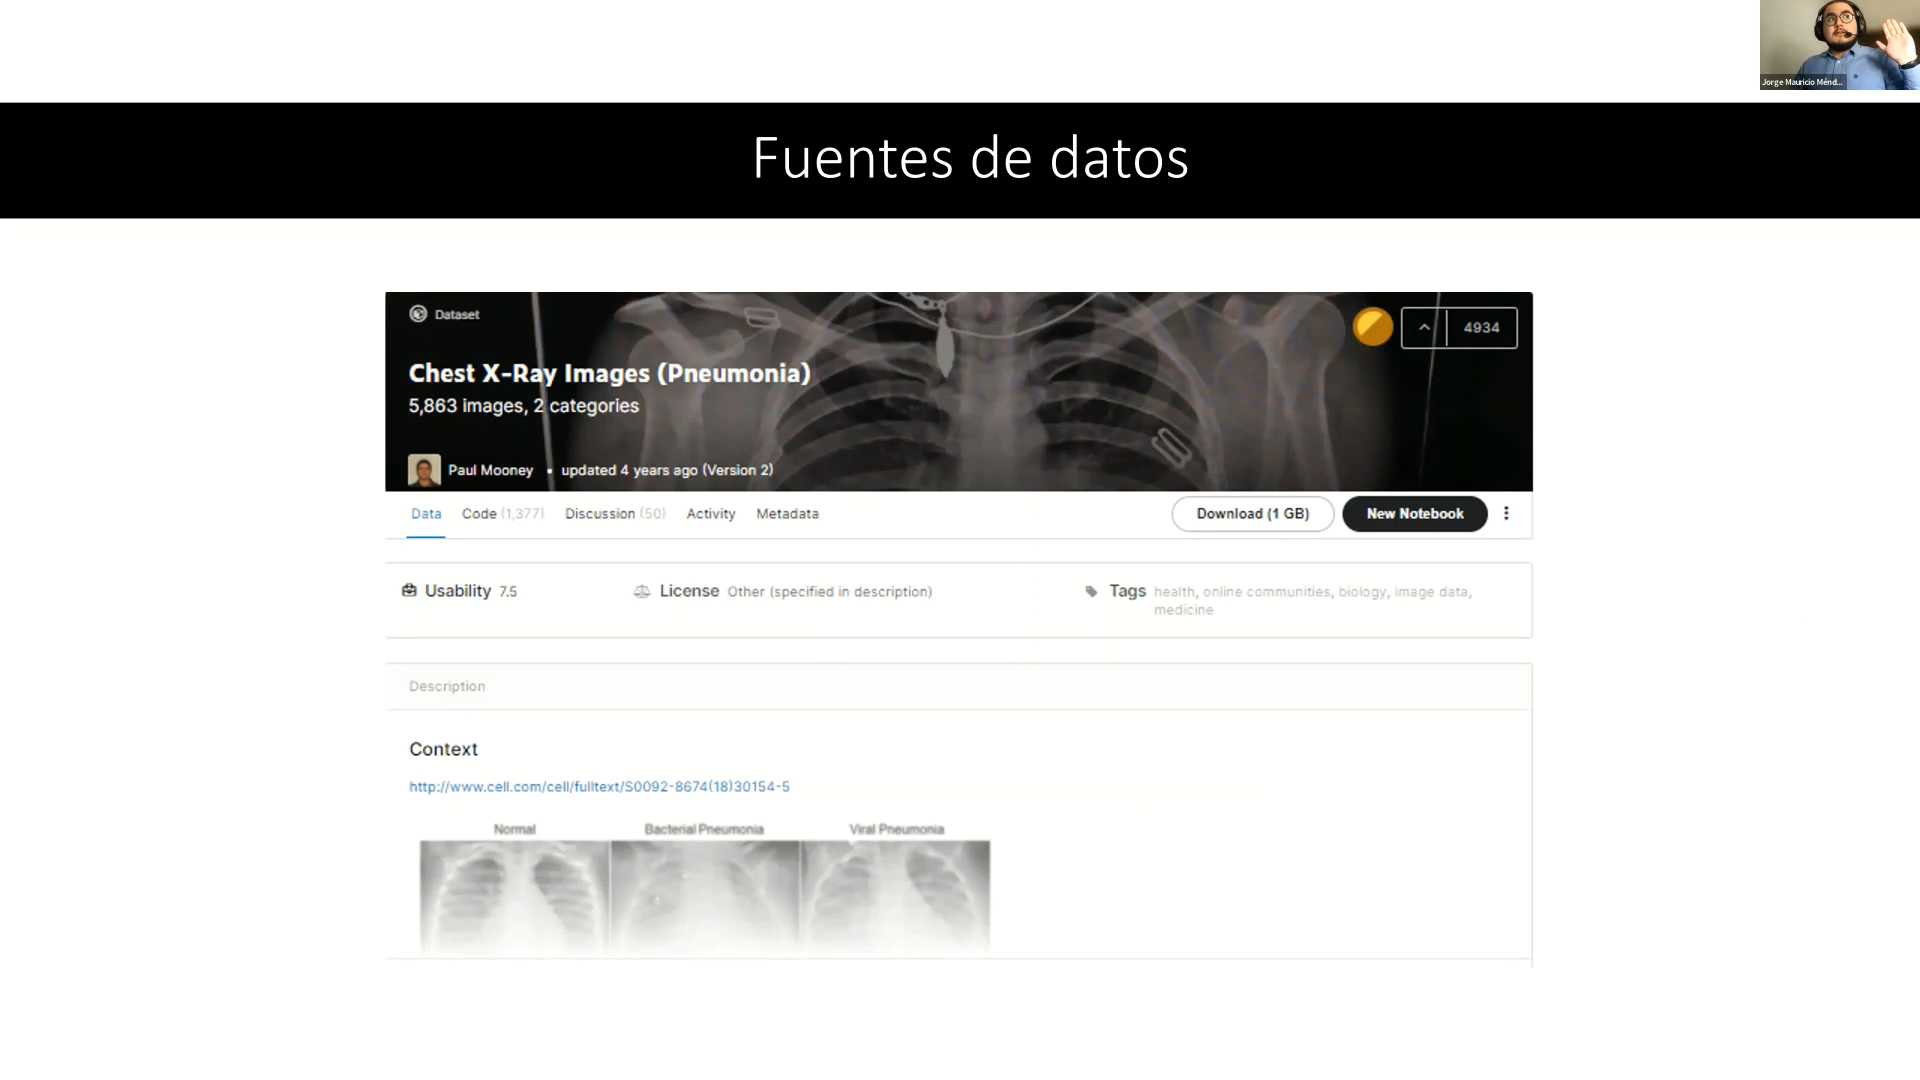 Jorge Mauricio Ménd...
Fuentes de datos
Dataset
4934
Chest X-Ray Images (Pneumonia)
5,863 images, 2 categories
Paul Mooney • updated 4 years ago (Version 2)
Data Code (1,377) Discussion (50) Activity Metadata Download (1 GB) New Notebook
Usability 7.5 License Other (specified in description) Tags health, online communities, biology, image data,
medicine
Description
Context
http://www.cell.com/cell/fulltext/S0092-8674(18)30154-5
Normal Bacterial Pneumonia Viral Pneumonia